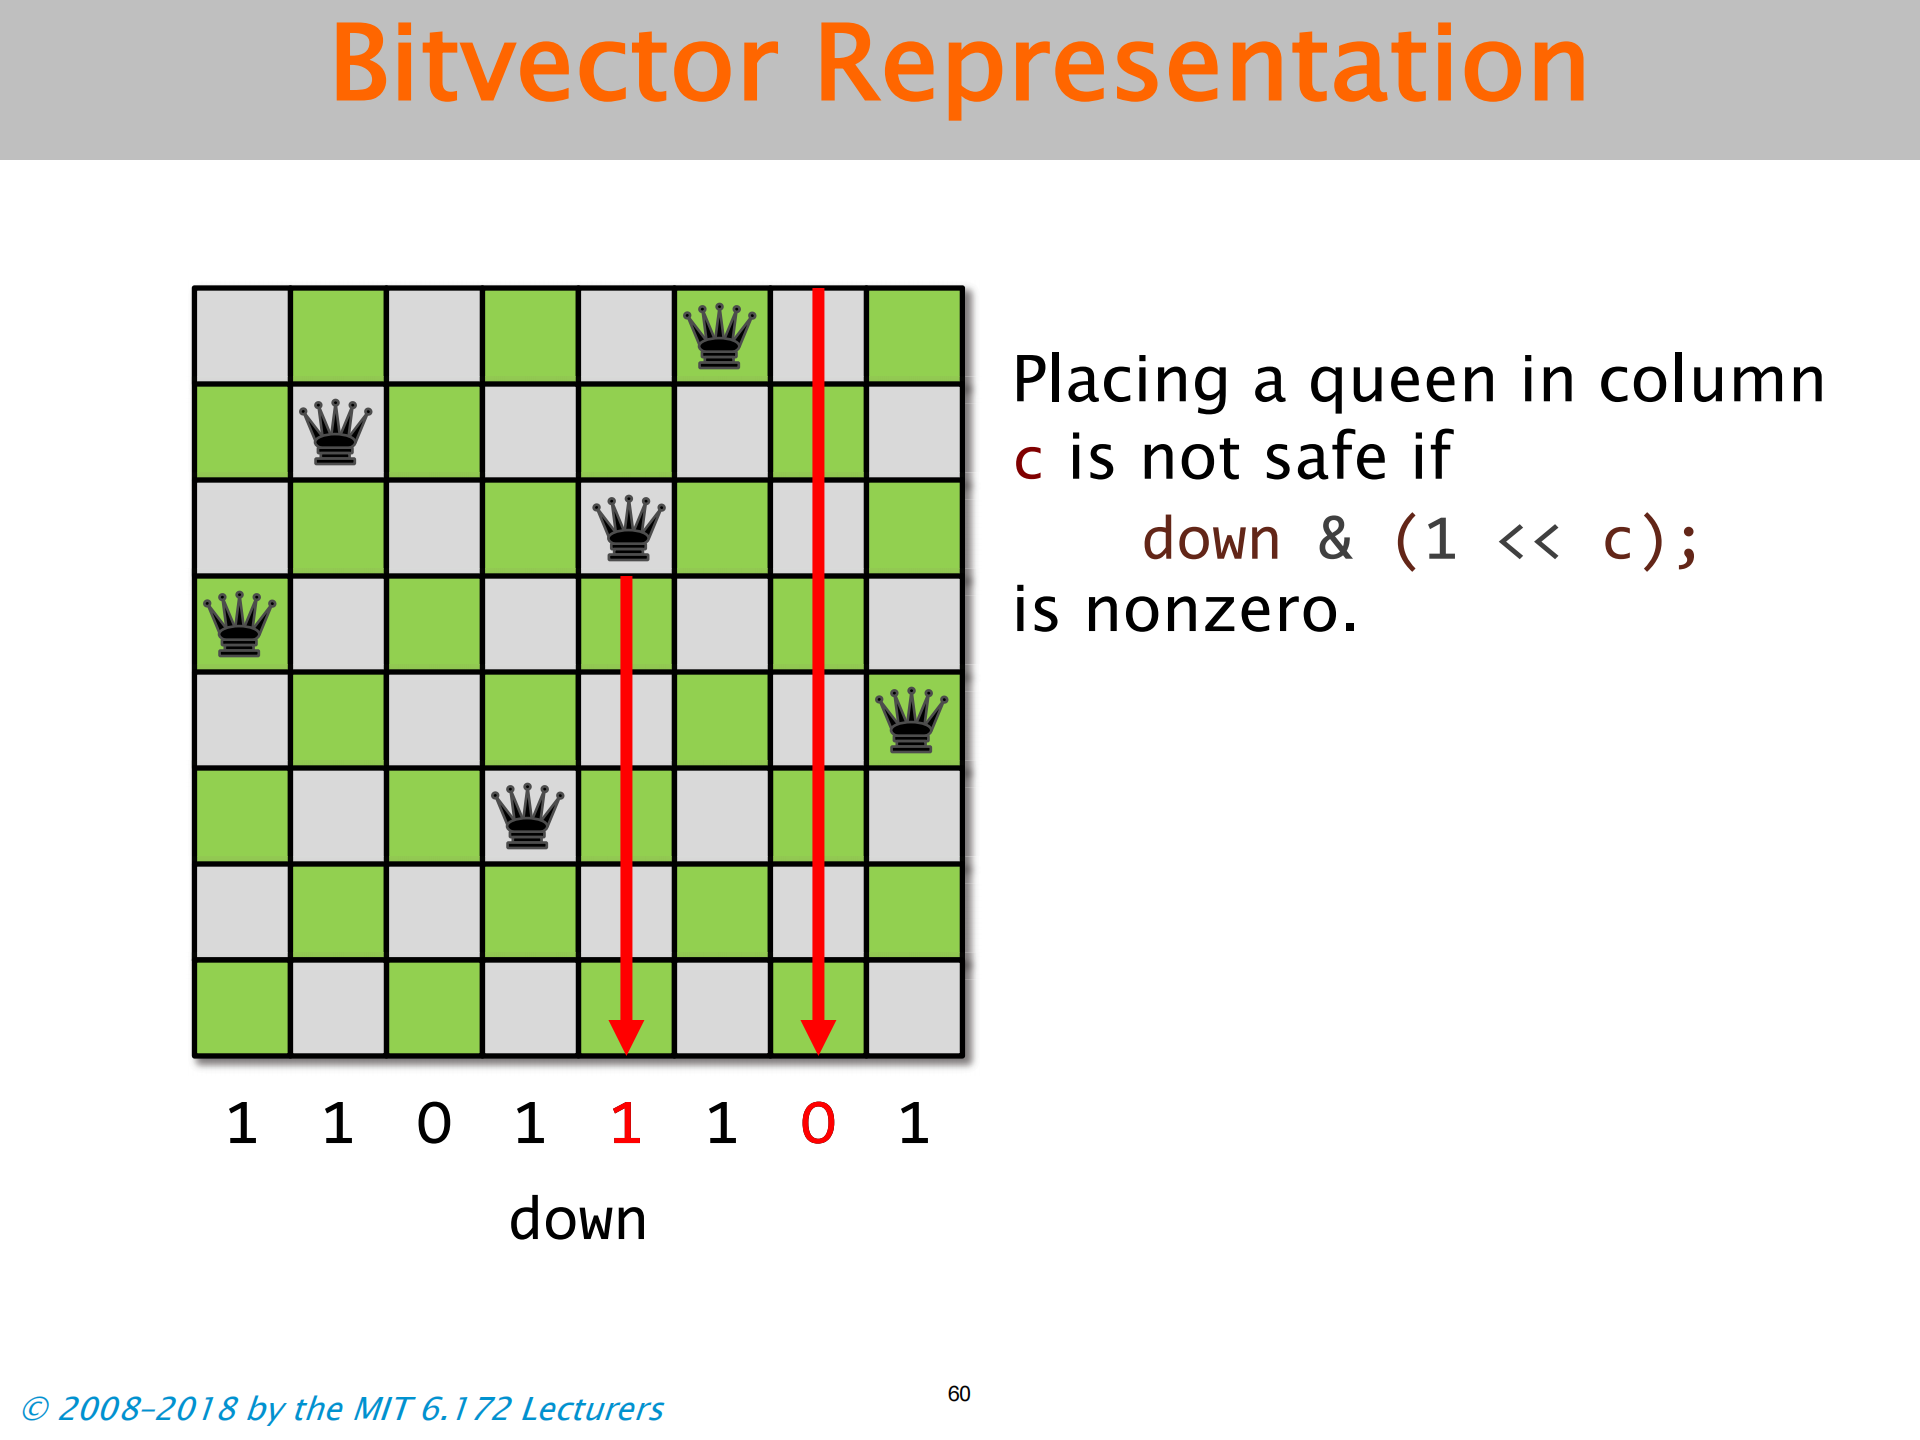 Bitvector Representation
Placing a queen in column
c is not safe if
down & (1 << c);
is nonzero.
1 1 0 1 1 1 0 1
down
© 2008–2018 by the MIT 6.172 Lecturers
60